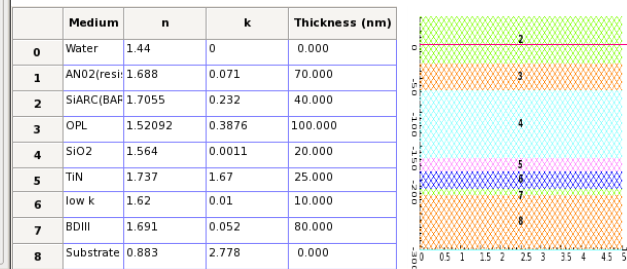 Medium n k Thickness (nm)
0 Water 1.44 0 0.000
1 AN02(resi 1.688 0.071 70.000
2 SiARC(BAR 1.7055 0.232 40.000
3 OPL 1.52092 0.3876 100.000
4 SiO2 1.564 0.0011 20.000
5 TiN 1.737 1.67 25.000
6 low k 1.62 0.01 10.000
7 BDIII 1.691 0.052 80.000
8 Substrate 0.883 2.778 0.000
2
3
4
5
6
7
8
0
-50
-100
-150
-200
-300
0 0.5 1 1.5 2 2.5 3 3.5 4 4.5 5